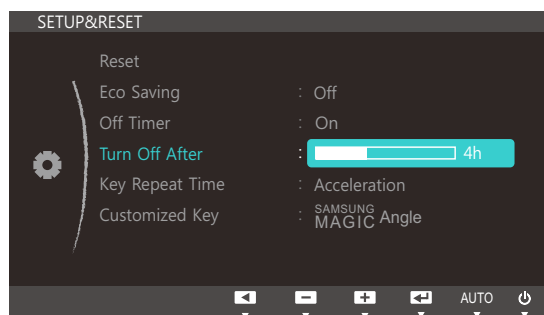 SETUP&RESET
Reset
Eco Saving : Off
Off Timer : On
Turn Off After : 4h
Key Repeat Time : Acceleration
Customized Key : SAMSUNG MAGIC Angle
AUTO